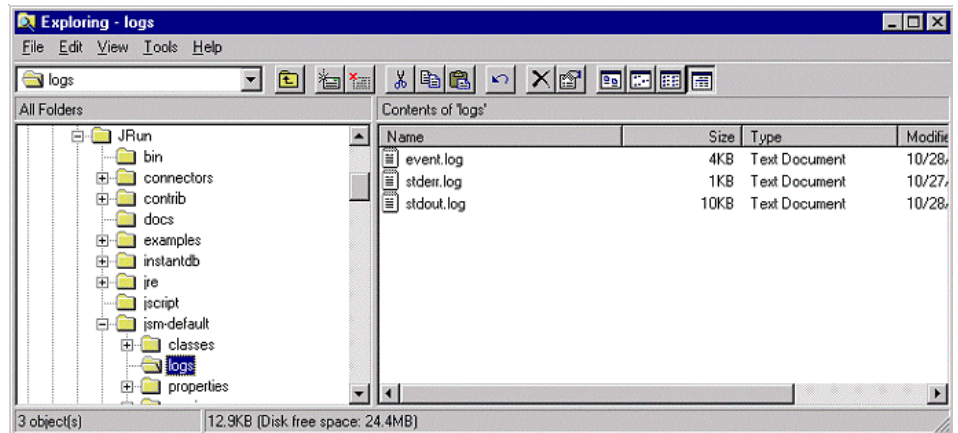 Exploring - logs
File Edit View Tools Help
logs
All Folders
Contents of 'logs'
JRun
bin
connectors
contrib
docs
examples
instantdb
jre
jscript
jsm-default
classes
logs
properties
Name Size Type Modifie
event.log 4KB Text Document 10/28/
stderr.log 1KB Text Document 10/27/
stdout.log 10KB Text Document 10/28/
3 object(s) 12.9KB (Disk free space: 24.4MB)